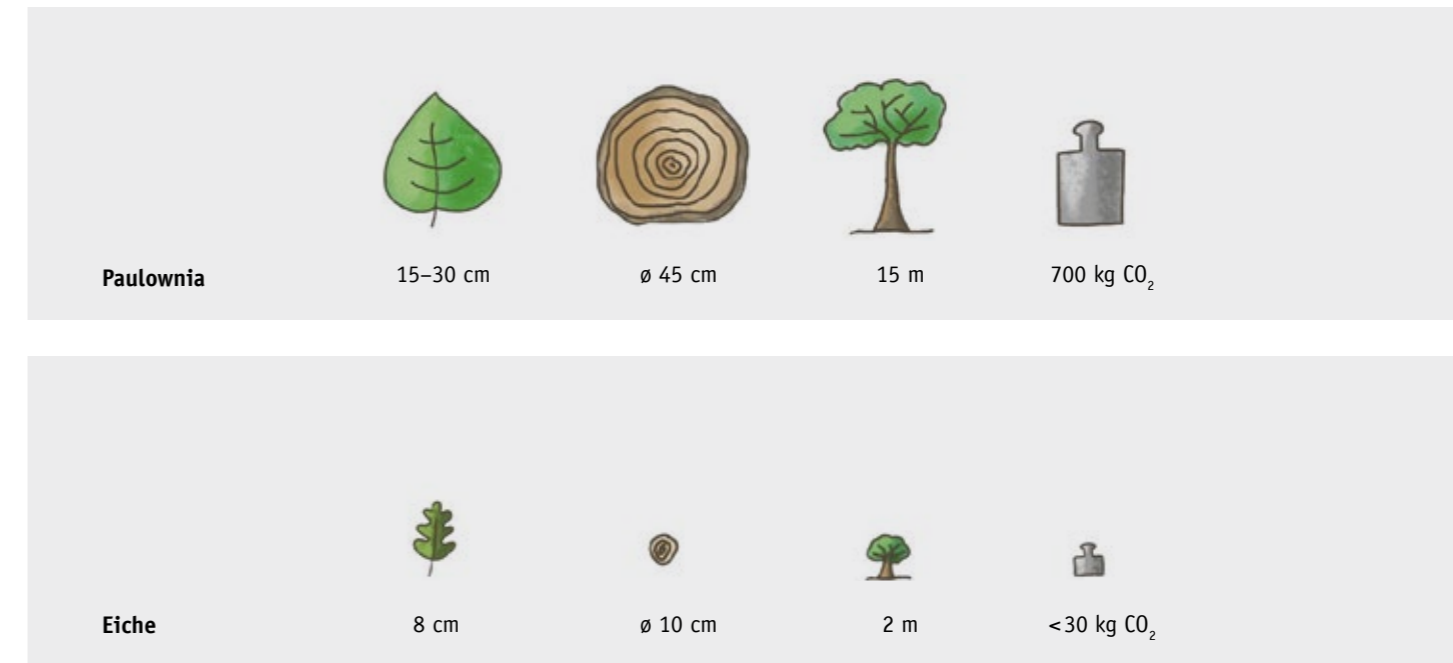 Paulownia 15–30 cm ø 45 cm 15 m 700 kg CO₂
Eiche 8 cm ø 10 cm 2 m <30 kg CO₂